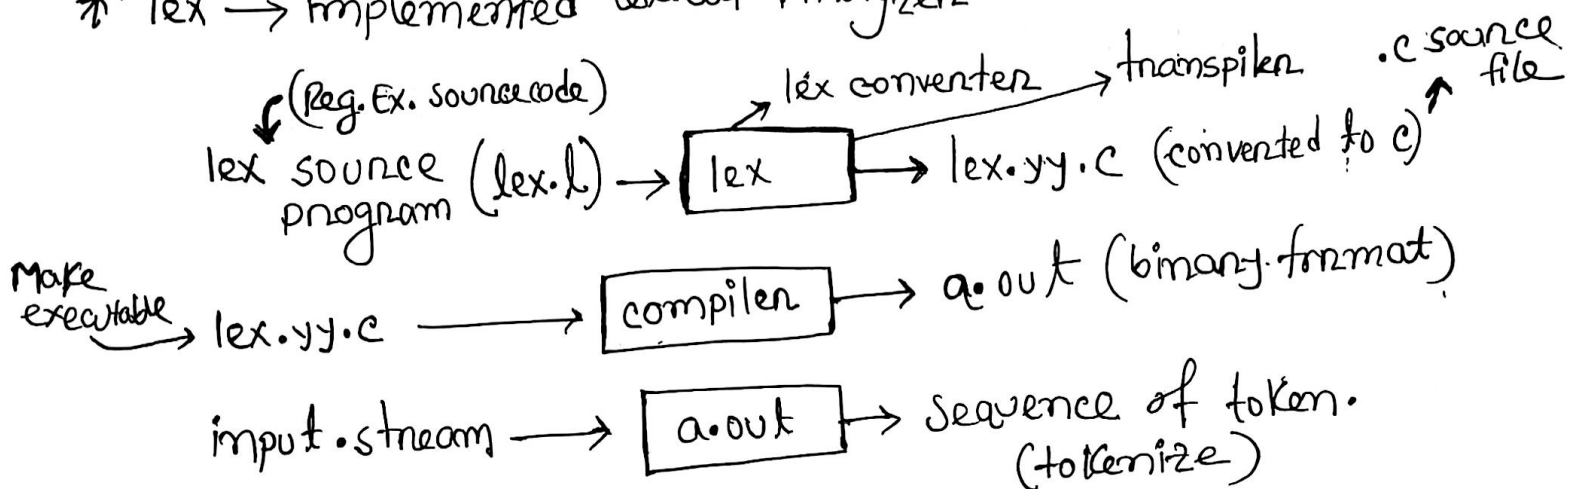 * lex → Implemented
(Reg. Ex. sourcecode)
lex converter
transpiler
.c source
file
lex source
program (lex.l) → lex → lex.yy.c (converted to c)
Make
executable
lex.yy.c → compiler → a.out (binary format)
input.stream → a.out → sequence of token.
(tokenize)